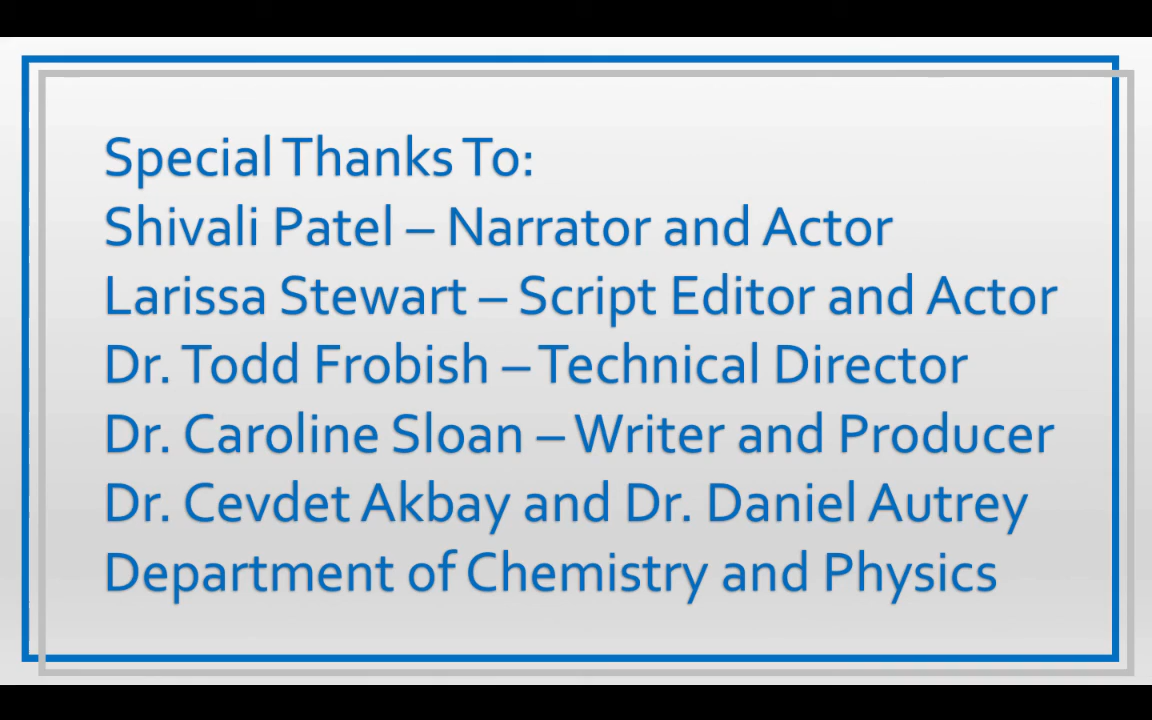 Special Thanks To:
Shivali Patel – Narrator and Actor
Larissa Stewart – Script Editor and Actor
Dr. Todd Frobish – Technical Director
Dr. Caroline Sloan – Writer and Producer
Dr. Cevdet Akbay and Dr. Daniel Autrey
Department of Chemistry and Physics